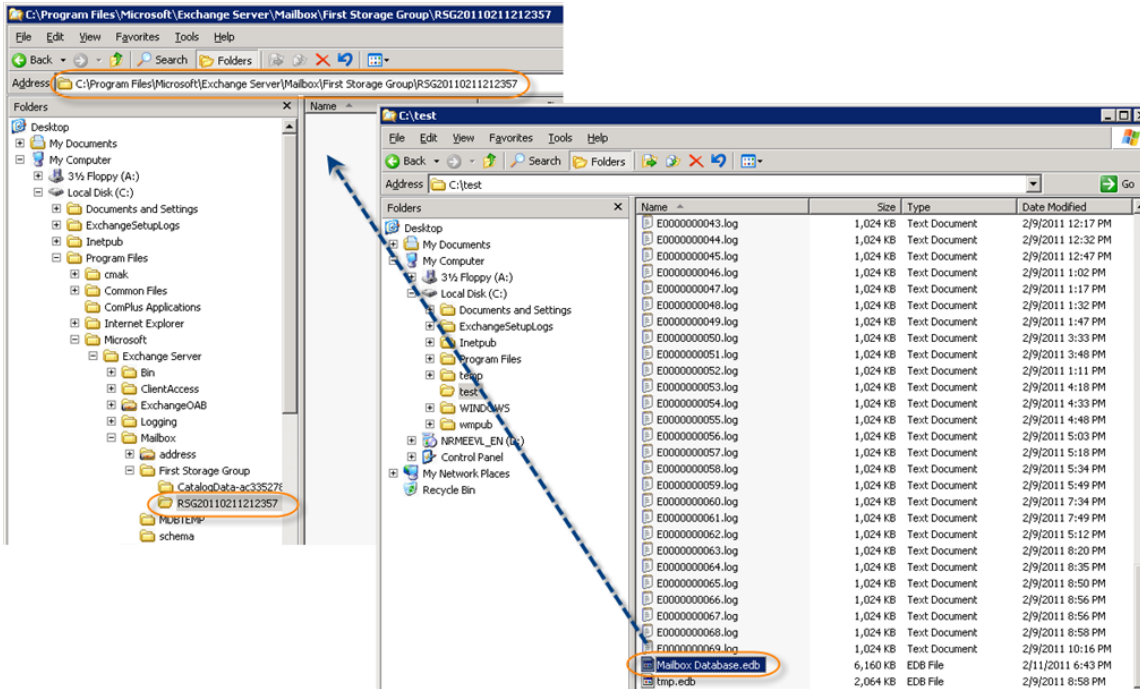 C:\Program Files\Microsoft\Exchange Server\Mailbox\First Storage Group\RSG20110211212357
File Edit View Favorites Tools Help
Back Search Folders
Address C:\Program Files\Microsoft\Exchange Server\Mailbox\First Storage Group\RSG20110211212357
Folders X Name
Desktop
My Documents
My Computer
3½ Floppy (A:)
Local Disk (C:)
Documents and Settings
ExchangeSetupLogs
Inetpub
Program Files
cmak
Common Files
ComPlus Applications
Internet Explorer
Microsoft
Exchange Server
Bin
ClientAccess
ExchangeOAB
Logging
Mailbox
address
First Storage Group
CatalogData-ac335278
RSG20110211212357
MDBTEMP
schema
C:\test
File Edit View Favorites Tools Help
Back Search Folders
Address C:\test Go
Folders X
Desktop
My Documents
My Computer
3½ Floppy (A:)
Local Disk (C:)
Documents and Settings
ExchangeSetupLogs
Inetpub
Program Files
temp
test
WINDOWS
wmpub
NRMEEVL_EN (D:)
Control Panel
My Network Places
Recycle Bin
Name Size Type Date Modified
E0000000043.log 1,024 KB Text Document 2/9/2011 12:17 PM
E0000000044.log 1,024 KB Text Document 2/9/2011 12:32 PM
E0000000045.log 1,024 KB Text Document 2/9/2011 12:47 PM
E0000000046.log 1,024 KB Text Document 2/9/2011 1:02 PM
E0000000047.log 1,024 KB Text Document 2/9/2011 1:17 PM
E0000000048.log 1,024 KB Text Document 2/9/2011 1:32 PM
E0000000049.log 1,024 KB Text Document 2/9/2011 1:47 PM
E0000000050.log 1,024 KB Text Document 2/9/2011 3:33 PM
E0000000051.log 1,024 KB Text Document 2/9/2011 3:48 PM
E0000000052.log 1,024 KB Text Document 2/9/2011 1:11 PM
E0000000053.log 1,024 KB Text Document 2/9/2011 4:18 PM
E0000000054.log 1,024 KB Text Document 2/9/2011 4:33 PM
E0000000055.log 1,024 KB Text Document 2/9/2011 4:48 PM
E0000000056.log 1,024 KB Text Document 2/9/2011 5:03 PM
E0000000057.log 1,024 KB Text Document 2/9/2011 5:18 PM
E0000000058.log 1,024 KB Text Document 2/9/2011 5:34 PM
E0000000059.log 1,024 KB Text Document 2/9/2011 5:49 PM
E0000000060.log 1,024 KB Text Document 2/9/2011 7:34 PM
E0000000061.log 1,024 KB Text Document 2/9/2011 7:49 PM
E0000000062.log 1,024 KB Text Document 2/9/2011 5:12 PM
E0000000063.log 1,024 KB Text Document 2/9/2011 8:20 PM
E0000000064.log 1,024 KB Text Document 2/9/2011 8:35 PM
E0000000065.log 1,024 KB Text Document 2/9/2011 8:50 PM
E0000000066.log 1,024 KB Text Document 2/9/2011 8:56 PM
E0000000067.log 1,024 KB Text Document 2/9/2011 8:56 PM
E0000000068.log 1,024 KB Text Document 2/9/2011 8:58 PM
E0000000069.log 1,024 KB Text Document 2/9/2011 10:16 PM
Mailbox Database.edb 6,160 KB EDB File 2/11/2011 6:43 PM
tmp.edb 2,064 KB EDB File 2/9/2011 8:58 PM